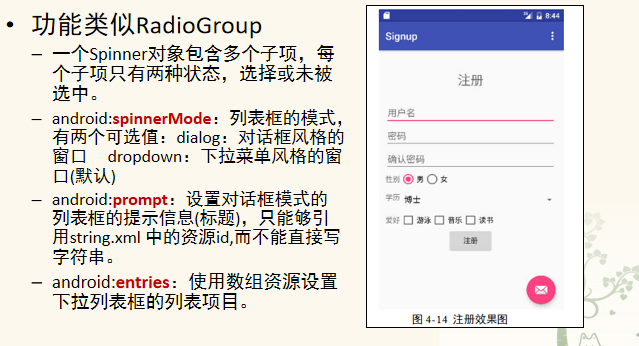 • 功能类似RadioGroup
– 一个Spinner对象包含多个子项，每
个子项只有两种状态，选择或未被
选中。
– android:spinnerMode：列表框的模式，
有两个可选值：dialog：对话框风格的
窗口 dropdown：下拉菜单风格的窗
口(默认)
– android:prompt：设置对话框模式的
列表框的提示信息(标题)，只能够引
用string.xml 中的资源id,而不能直接写
字符串。
– android:entries：使用数组资源设置
下拉列表框的列表项目。
8:44
Signup
注册
用户名
密码
确认密码
性别 男 女
学历 博士
爱好 游泳 音乐 读书
注册
图 4-14 注册效果图